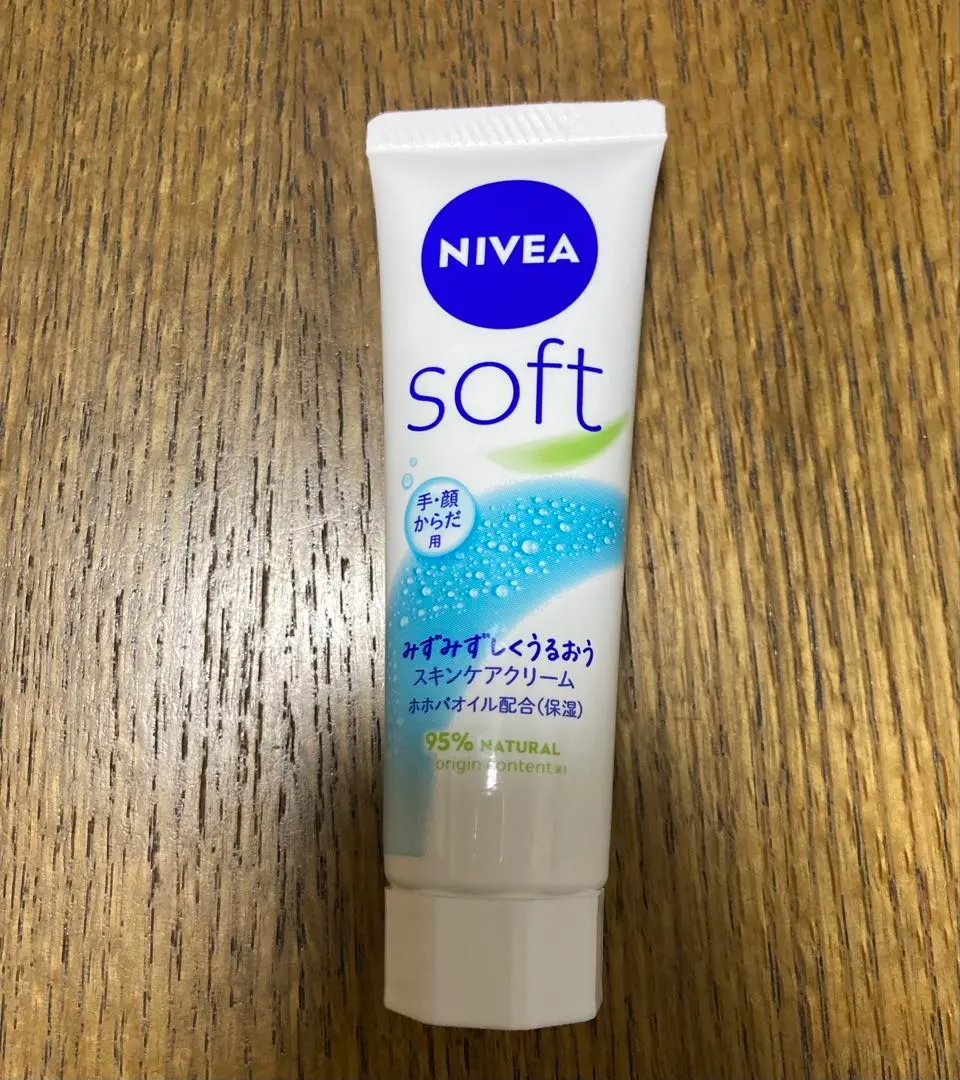 NIVEA
soft
手・顔
からだ
用
みずみずしくうるおう
スキンケアクリーム
ホホバオイル配合(保湿)
95% NATURAL
origin content※1